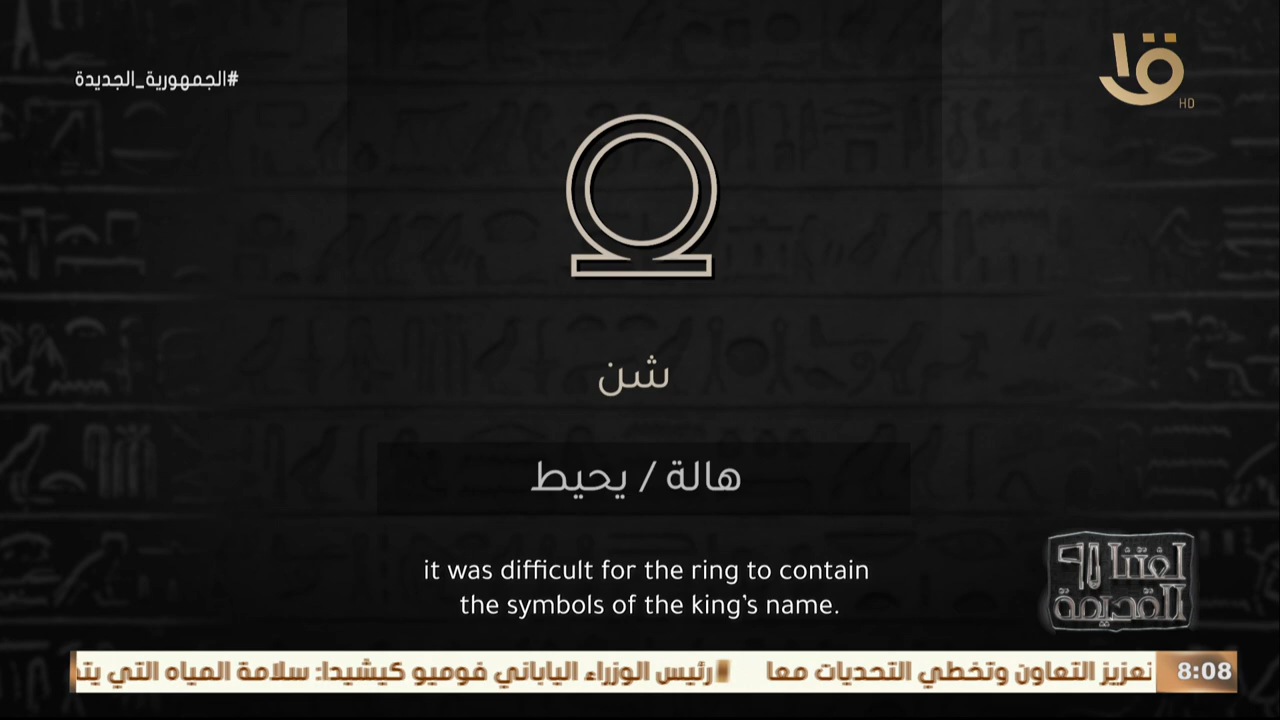 #الجمهورية_الجديدة
HD
شن
هالة / يحيط
it was difficult for the ring to contain
the symbols of the king's name.
لغتنا
القديمة
8:08
تعزيز التعاون وتخطي التحديات معا رئيس الوزراء الياباني فوميو كيشيدا: سلامة المياه التي